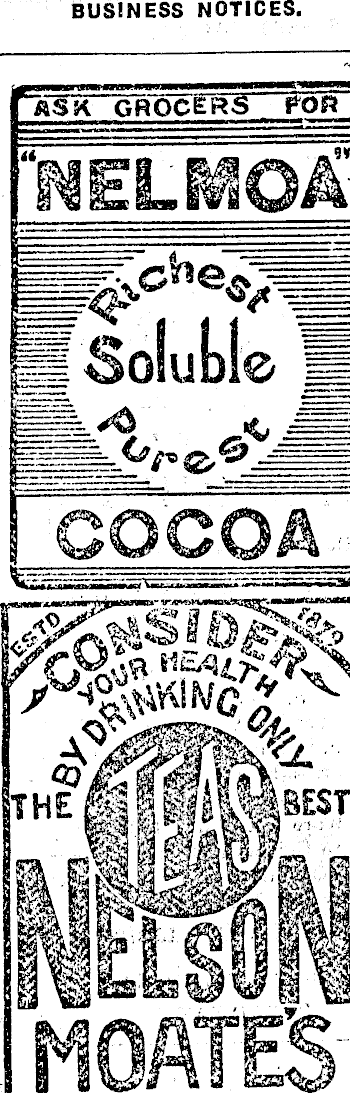 BUSINESS NOTICES.
ASK GROCERS FOR
"NELMOA"
Richest
Soluble
Purest
COCOA
ESTD 1870
CONSIDER
YOUR HEALTH
BY DRINKING ONLY
THE BEST
TEAS
NELSON
MOATE'S